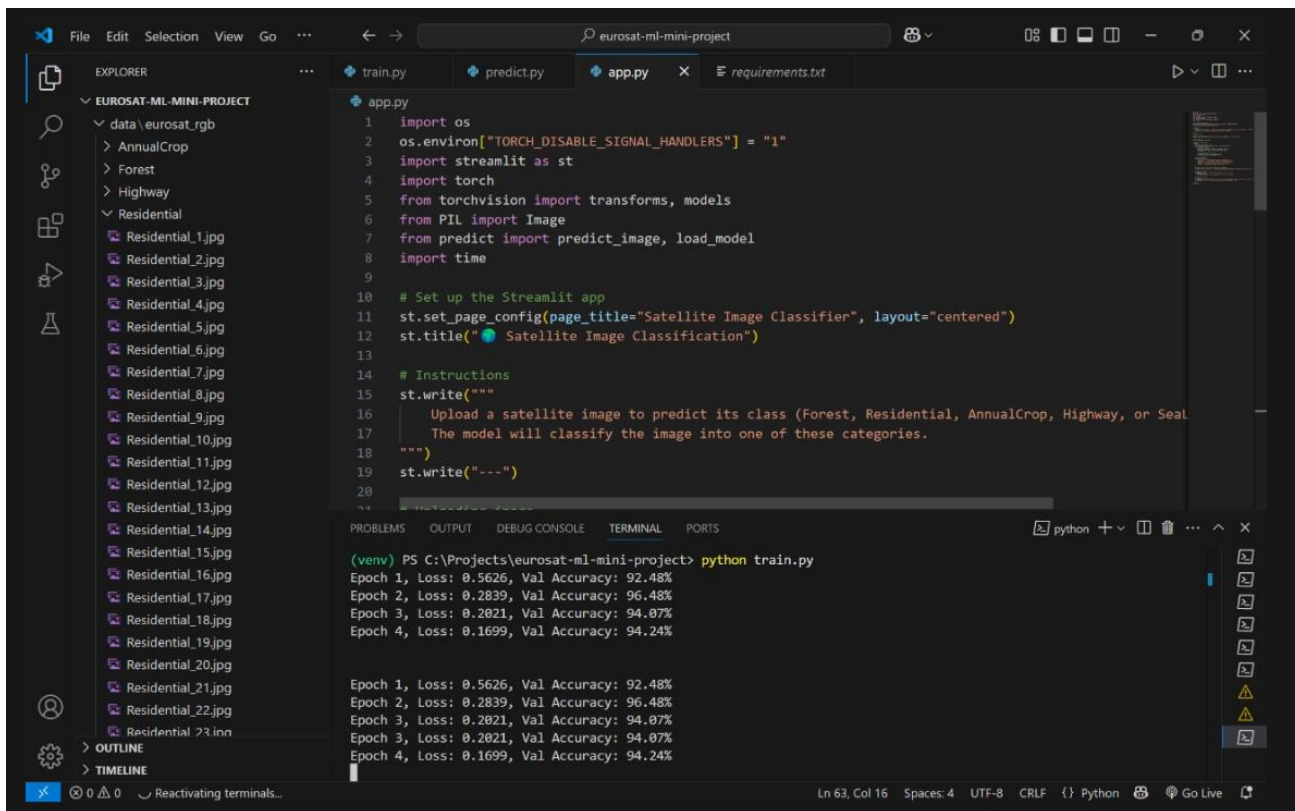 File Edit Selection View Go ··· eurosat-ml-mini-project
EXPLORER ···
EUROSAT-ML-MINI-PROJECT
data\eurosat_rgb
AnnualCrop
Forest
Highway
Residential
Residential_1.jpg
Residential_2.jpg
Residential_3.jpg
Residential_4.jpg
Residential_5.jpg
Residential_6.jpg
Residential_7.jpg
Residential_8.jpg
Residential_9.jpg
Residential_10.jpg
Residential_11.jpg
Residential_12.jpg
Residential_13.jpg
Residential_14.jpg
Residential_15.jpg
Residential_16.jpg
Residential_17.jpg
Residential_18.jpg
Residential_19.jpg
Residential_20.jpg
Residential_21.jpg
Residential_22.jpg
Residential_23.jpg
OUTLINE
TIMELINE
train.py predict.py app.py requirements.txt
app.py
1 import os
2 os.environ["TORCH_DISABLE_SIGNAL_HANDLERS"] = "1"
3 import streamlit as st
4 import torch
5 from torchvision import transforms, models
6 from PIL import Image
7 from predict import predict_image, load_model
8 import time
9
10 # Set up the Streamlit app
11 st.set_page_config(page_title="Satellite Image Classifier", layout="centered")
12 st.title("🌍 Satellite Image Classification")
13
14 # Instructions
15 st.write("""
16 Upload a satellite image to predict its class (Forest, Residential, AnnualCrop, Highway, or SeaL
17 The model will classify the image into one of these categories.
18 """)
19 st.write("---")
20
PROBLEMS OUTPUT DEBUG CONSOLE TERMINAL PORTS python
(venv) PS C:\Projects\eurosat-ml-mini-project> python train.py
Epoch 1, Loss: 0.5626, Val Accuracy: 92.48%
Epoch 2, Loss: 0.2839, Val Accuracy: 96.48%
Epoch 3, Loss: 0.2021, Val Accuracy: 94.07%
Epoch 4, Loss: 0.1699, Val Accuracy: 94.24%
Epoch 1, Loss: 0.5626, Val Accuracy: 92.48%
Epoch 2, Loss: 0.2839, Val Accuracy: 96.48%
Epoch 3, Loss: 0.2021, Val Accuracy: 94.07%
Epoch 3, Loss: 0.2021, Val Accuracy: 94.07%
Epoch 4, Loss: 0.1699, Val Accuracy: 94.24%
0 0 Reactivating terminals... Ln 63, Col 16 Spaces: 4 UTF-8 CRLF {} Python Go Live